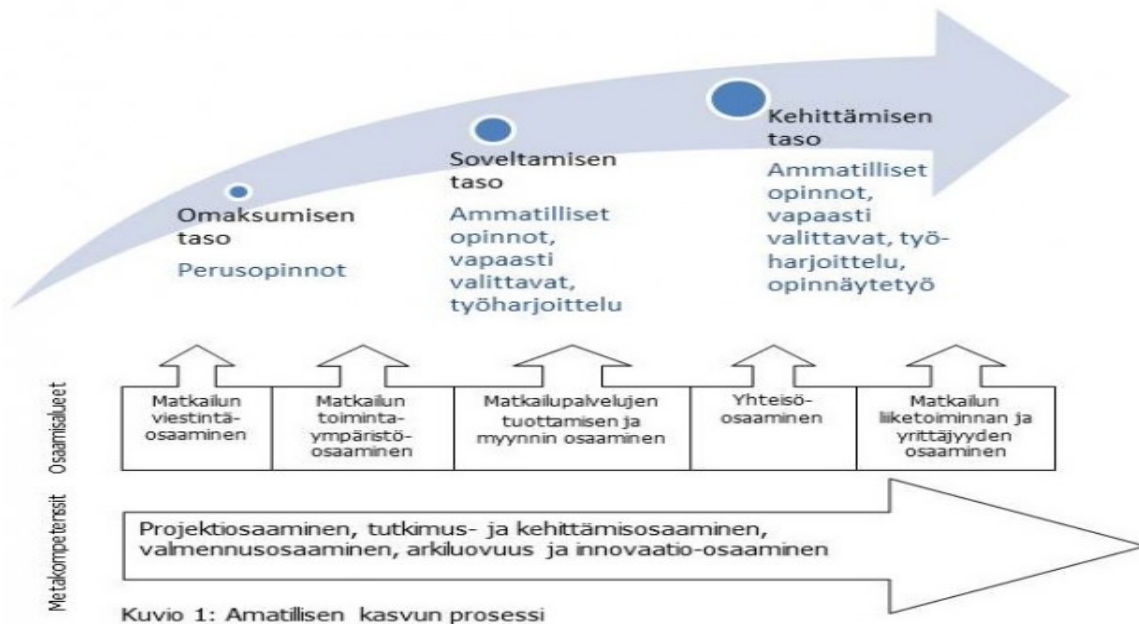 Kehittämisen
taso
Ammatilliset
opinnot,
vapaasti
valittavat, työ-
harjoittelu,
opinnäytetyö
Soveltamisen
taso
Ammatilliset
opinnot,
vapaasti
valittavat,
työharjoittelu
Omaksumisen
taso
Perusopinnot
Osaamisalueet
Matkailun
viestintä-
osaaminen
Matkailun
toiminta-
ympäristö-
osaaminen
Matkailupalvelujen
tuottamisen ja
myynnin osaaminen
Yhteisö-
osaaminen
Matkailun
liiketoiminnan ja
yrittäjyyden
osaaminen
Metakompetenssit
Projektiosaaminen, tutkimus- ja kehittämisosaaminen,
valmennusosaaminen, arkiluovuus ja innovaatio-osaaminen
Kuvio 1: Amatillisen kasvun prosessi